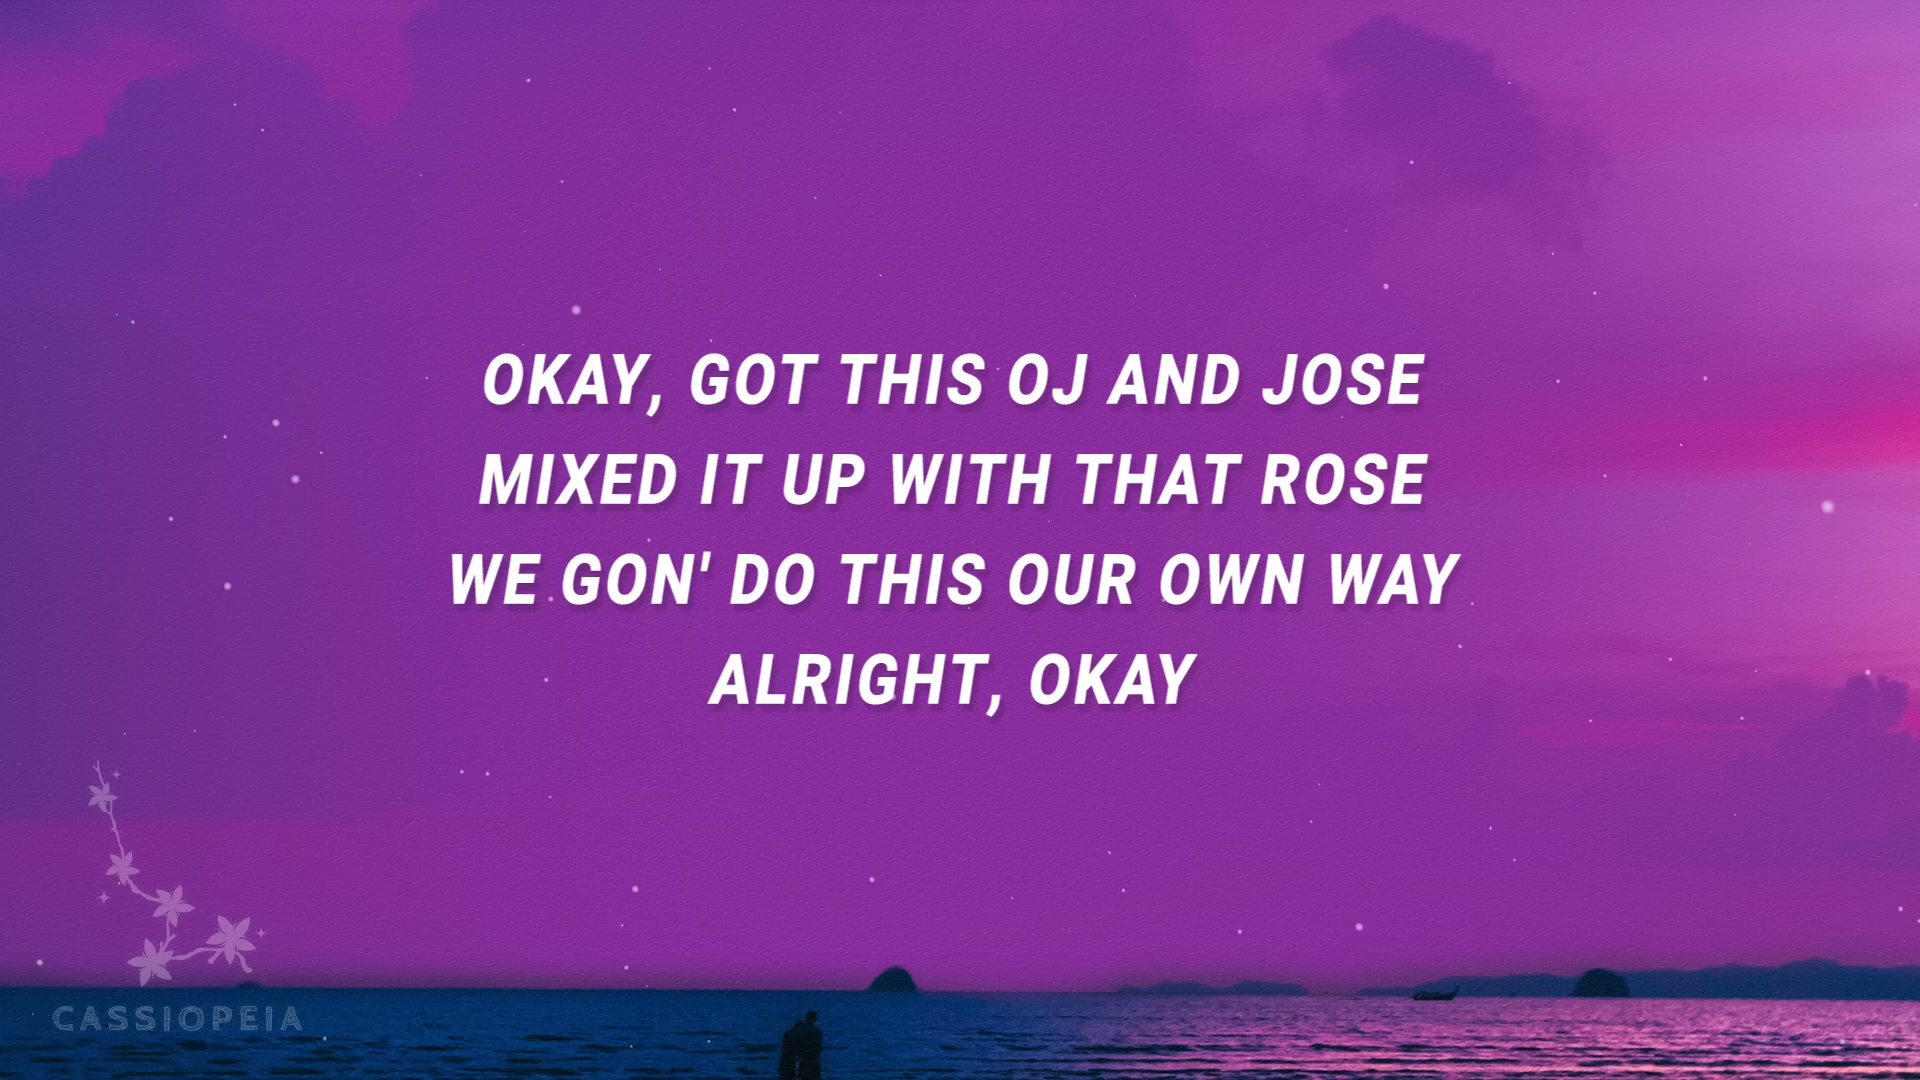 OKAY, GOT THIS OJ AND JOSE
MIXED IT UP WITH THAT ROSE
WE GON' DO THIS OUR OWN WAY
ALRIGHT, OKAY
CASSIOPEIA